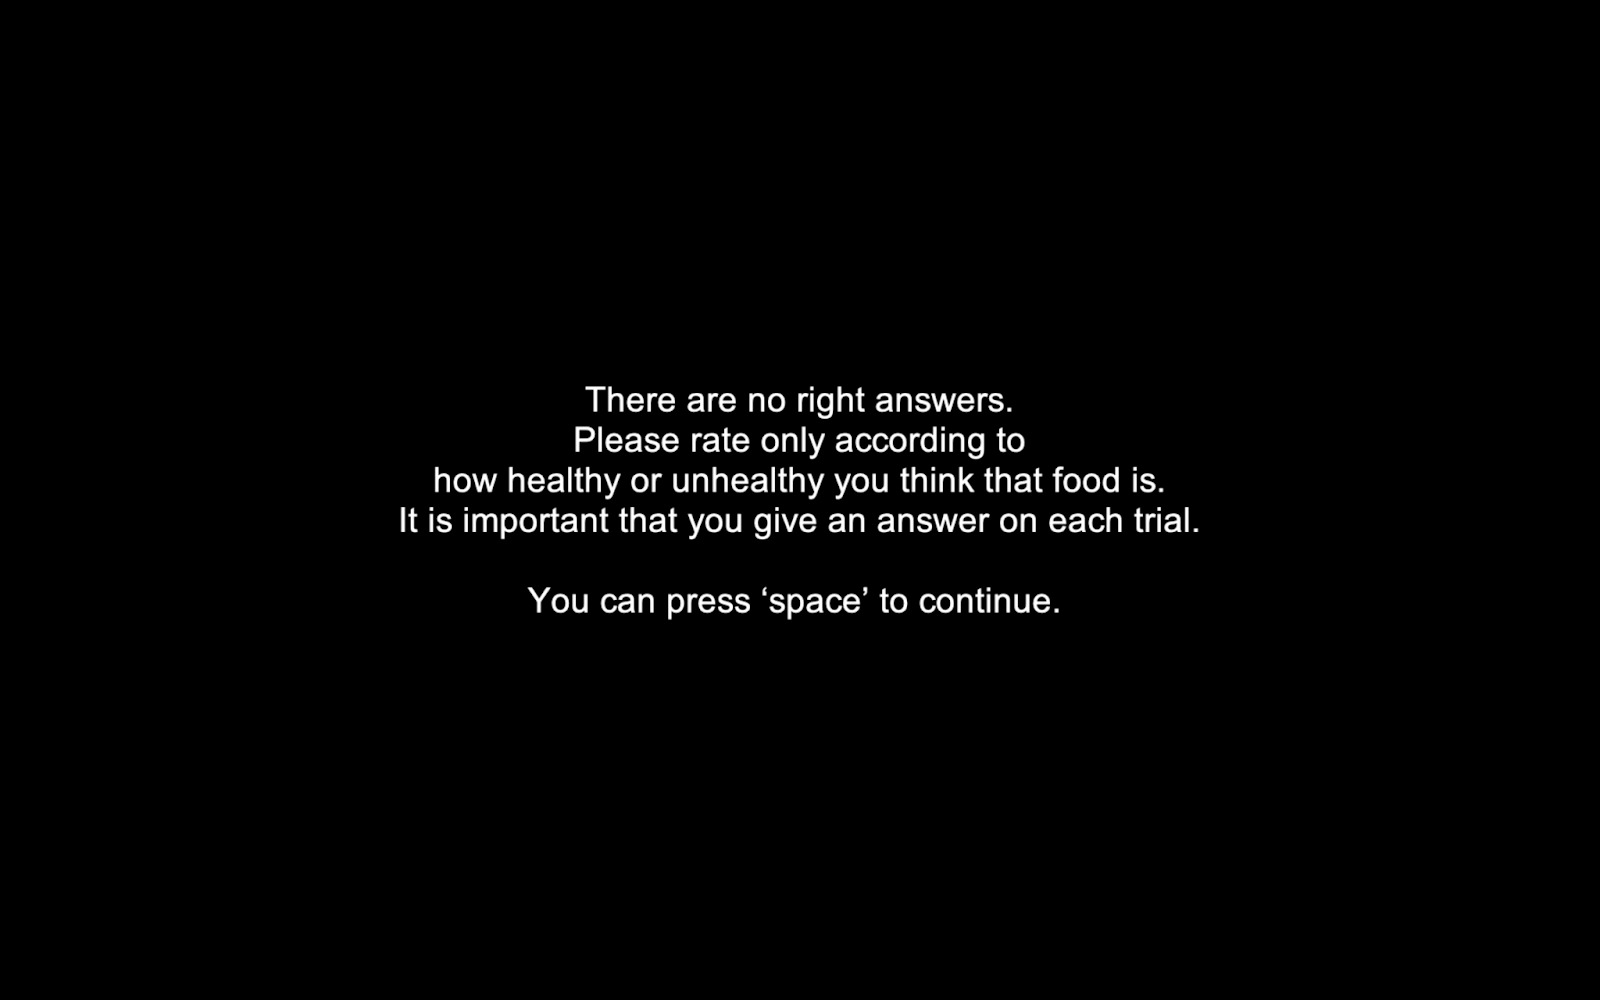 There are no right answers.
Please rate only according to
how healthy or unhealthy you think that food is.
It is important that you give an answer on each trial.
You can press ‘space’ to continue.